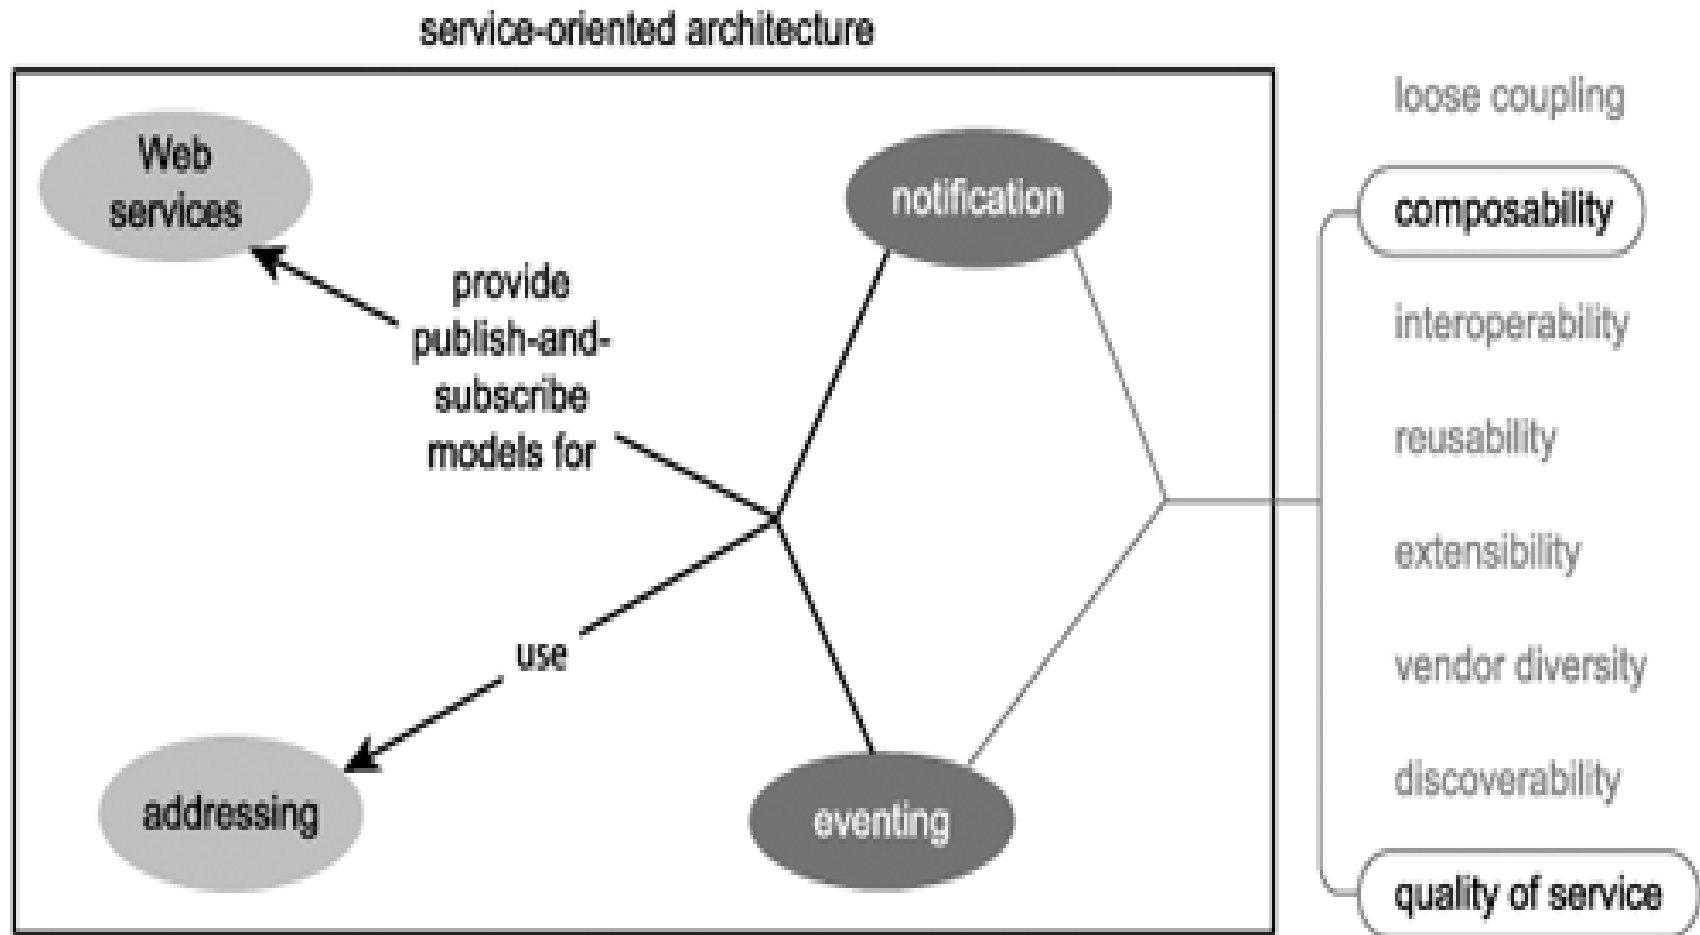 service-oriented architecture
Web
services
notification
provide
publish-and-
subscribe
models for
use
addressing
eventing
loose coupling
composability
interoperability
reusability
extensibility
vendor diversity
discoverability
quality of service